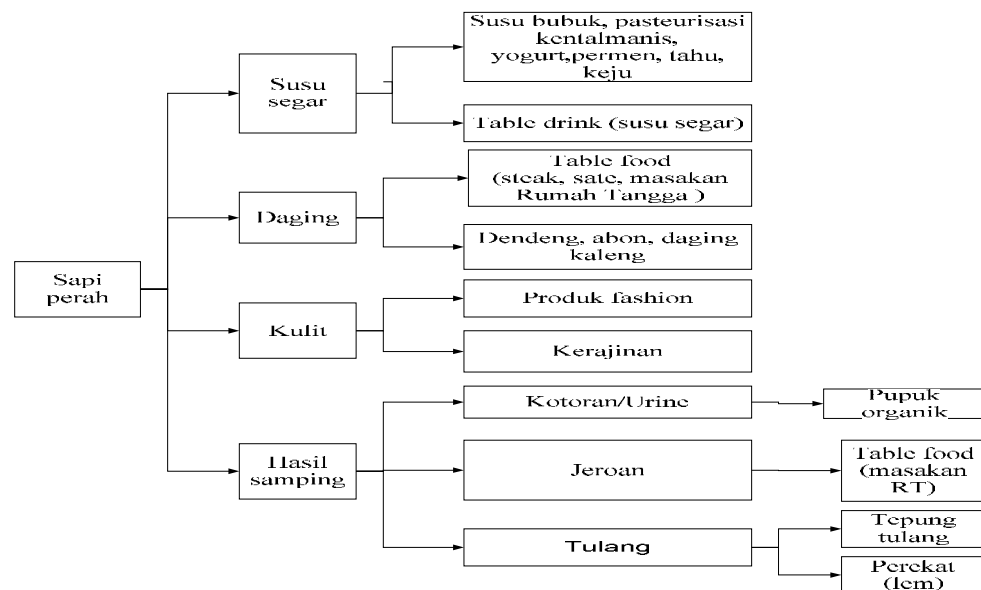 Susu bubuk, pasteurisasi
kentalmanis,
yogurt,permen, tahu,
keju
Susu
segar
Table drink (susu segar)
Table food
(steak, sate, masakan
Rumah Tangga )
Daging
Dendeng, abon, daging
kaleng
Sapi
perah
Produk fashion
Kulit
Kerajinan
Kotoran/Urine
Pupuk
organik
Hasil
samping
Jeroan
Table food
(masakan
RT)
Tulang
Tepung
tulang
Perekat
(lem)